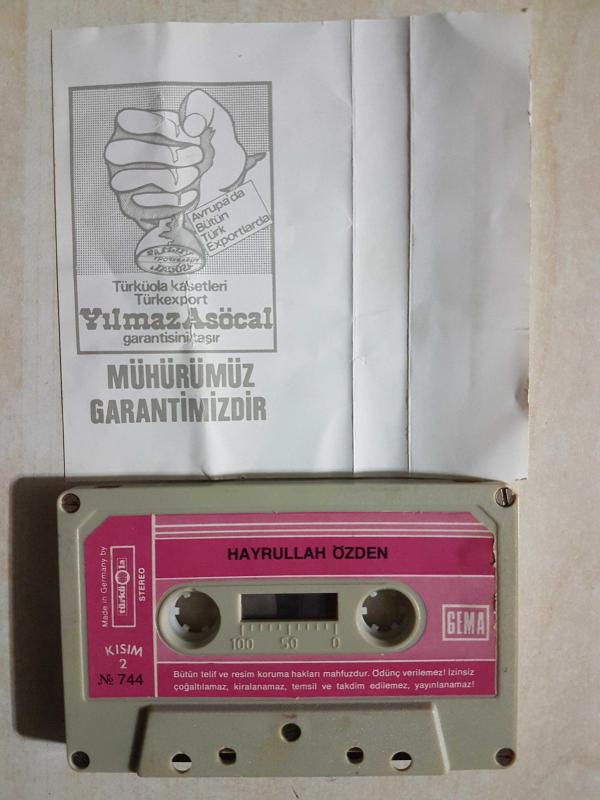 Avrupa'da
Bütün
Türk
Exportlarda
Türküola kasetleri
Türkexport
Yılmaz Asöcal
garantisini taşır
MÜHÜRÜMÜZ
GARANTİMİZDİR
HAYRULLAH ÖZDEN
Made in Germany by
türküola
STEREO
KISIM
2
№ 744
100 50 0
GEMA
Bütün telif ve resim koruma hakları mahfuzdur. Ödünç verilemez! İzinsiz
çoğaltılamaz, kiralanamaz, temsil ve takdim edilemez, yayınlanamaz!